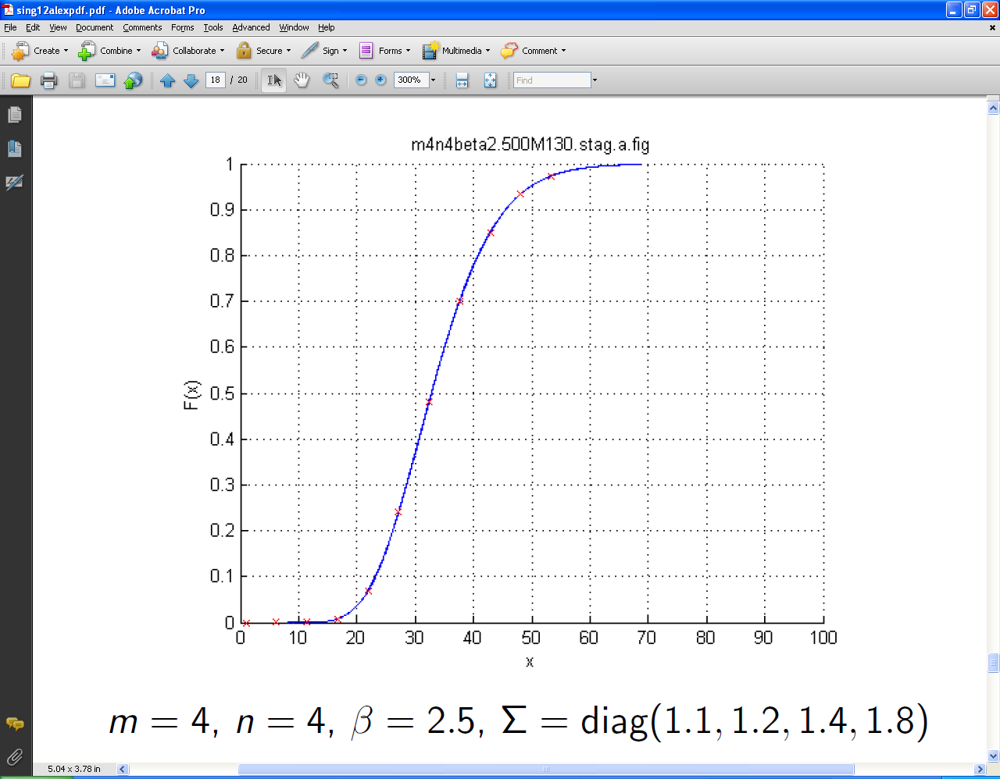 sing12alexpdf.pdf - Adobe Acrobat Pro
File Edit View Document Comments Forms Tools Advanced Window Help
Create Combine Collaborate Secure Sign Forms Multimedia Comment
18 / 20 300% Find
m4n4beta2.500M130.stag.a.fig
1
0.9
0.8
0.7
0.6
0.5
0.4
0.3
0.2
0.1
0
F(x)
0 10 20 30 40 50 60 70 80 90 100
x
m = 4, n = 4, β = 2.5, Σ = diag(1.1, 1.2, 1.4, 1.8)
5.04 x 3.78 in